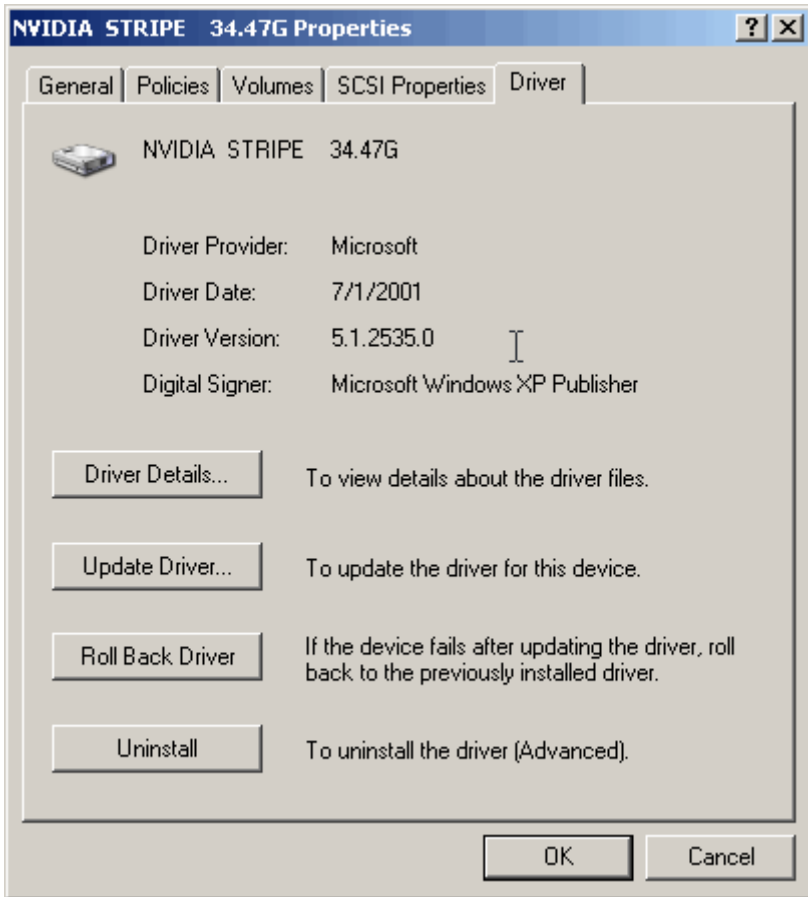 NVIDIA STRIPE 34.47G Properties
General Policies Volumes SCSI Properties Driver
NVIDIA STRIPE 34.47G
Driver Provider: Microsoft
Driver Date: 7/1/2001
Driver Version: 5.1.2535.0
Digital Signer: Microsoft Windows XP Publisher
Driver Details... To view details about the driver files.
Update Driver... To update the driver for this device.
Roll Back Driver If the device fails after updating the driver, roll
back to the previously installed driver.
Uninstall To uninstall the driver (Advanced).
OK Cancel